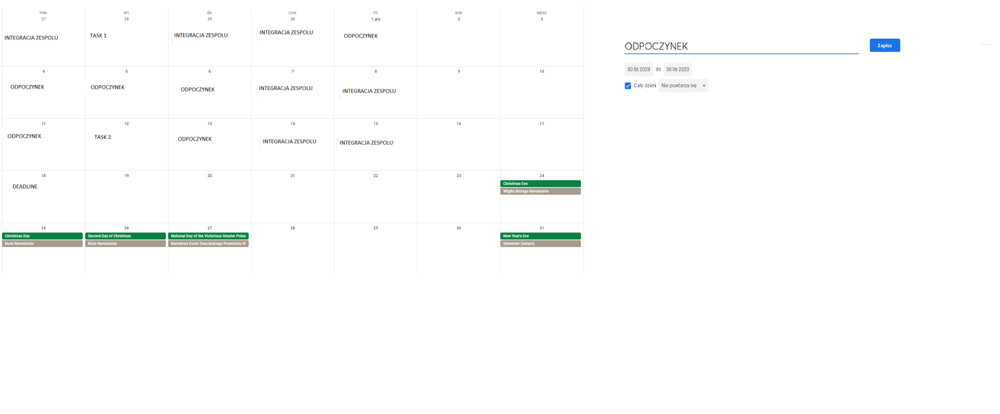 PON. WT. ŚR. CZW. PT. SOB. NIEDZ.
27 28 29 30 1 gru 2 3
INTEGRACJA ZESPOLU TASK 1 INTEGRACJA ZESPOLU INTEGRACJA ZESPOLU ODPOCZYNEK
4 5 6 7 8 9 10
ODPOCZYNEK ODPOCZYNEK ODPOCZYNEK INTEGRACJA ZESPOLU INTEGRACJA ZESPOLU
11 12 13 14 15 16 17
ODPOCZYNEK TASK 2 ODPOCZYNEK INTEGRACJA ZESPOLU INTEGRACJA ZESPOLU
18 19 20 21 22 23 24
DEADLINE
Christmas Eve
Wigilia Bożego Narodzenia
25 26 27 28 29 30 31
Christmas Day Second Day of Christmas National Day of the Victorious Greater Polan New Year's Eve
Boże Narodzenie Boże Narodzenie Narodowy Dzień Zwycięskiego Powstania W Sylwester (święto)
ODPOCZYNEK Zapisz
30 lis 2023 do 30 lis 2023
Cały dzień Nie powtarza się